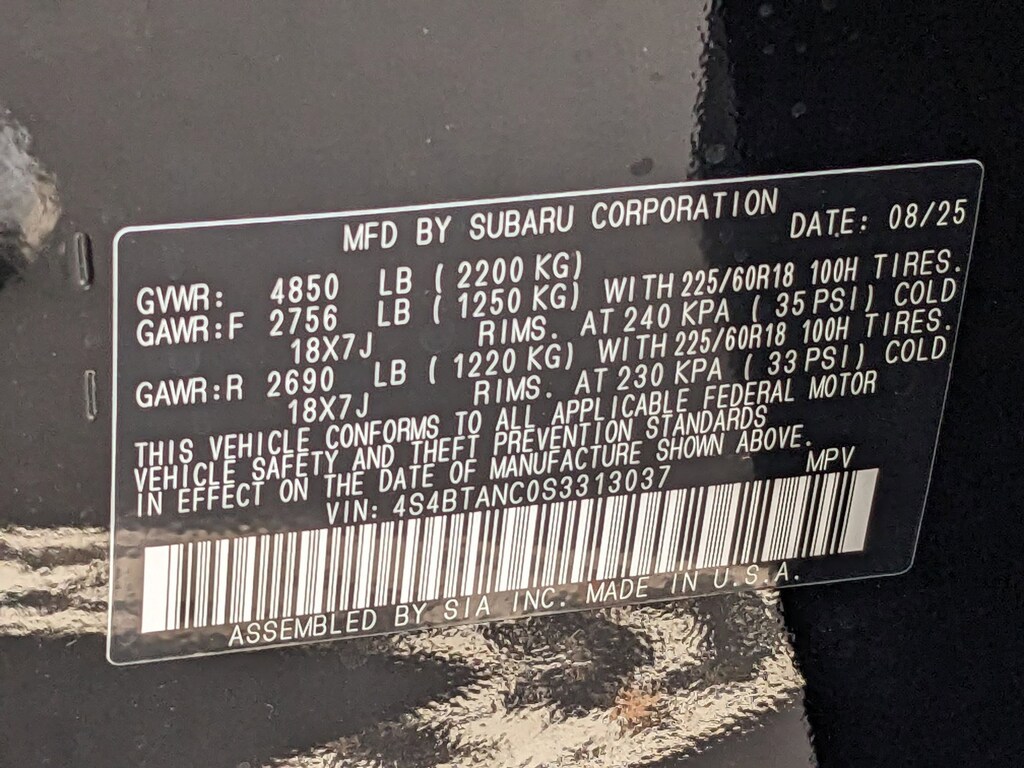 MFD BY SUBARU CORPORATION DATE: 08/25
GVWR: 4850 LB ( 2200 KG)
GAWR:F 2756 LB ( 1250 KG) WITH 225/60R18 100H TIRES.
18X7J RIMS. AT 240 KPA ( 35 PSI) COLD
GAWR:R 2690 LB ( 1220 KG) WITH 225/60R18 100H TIRES.
18X7J RIMS. AT 230 KPA ( 33 PSI) COLD
THIS VEHICLE CONFORMS TO ALL APPLICABLE FEDERAL MOTOR
VEHICLE SAFETY AND THEFT PREVENTION STANDARDS
IN EFFECT ON THE DATE OF MANUFACTURE SHOWN ABOVE.
VIN: 4S4BTANC0S3313037 MPV
ASSEMBLED BY SIA INC. MADE IN U.S.A.